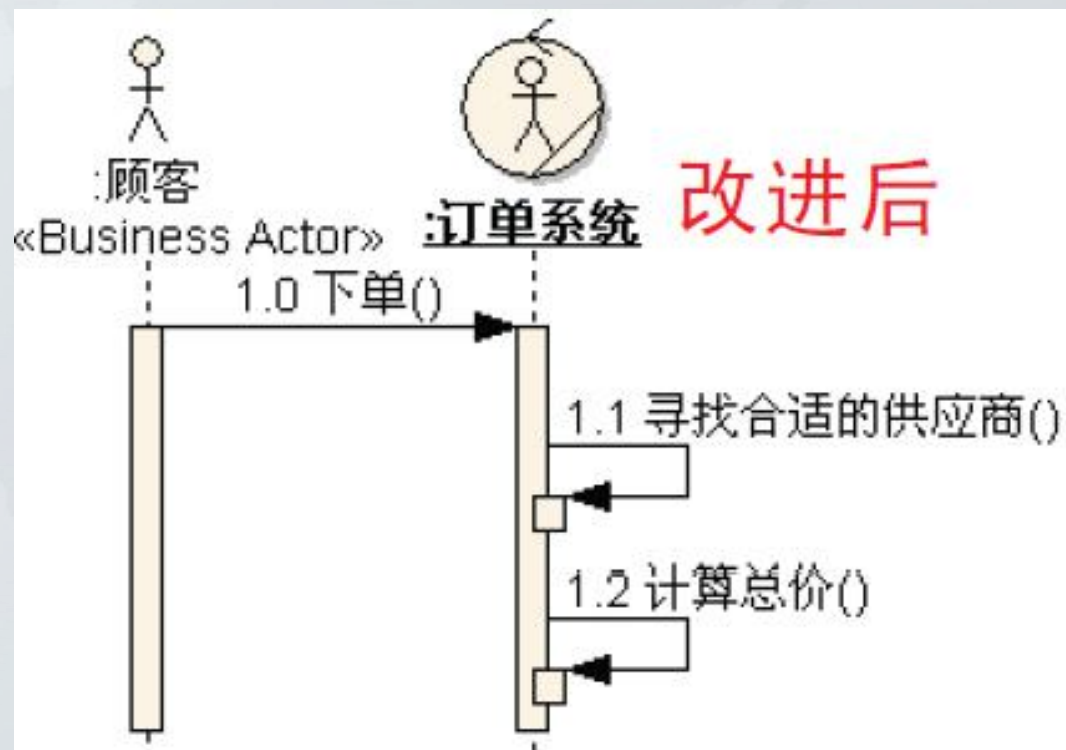 :顾客
«Business Actor»
:订单系统
改进后
1.0 下单()
1.1 寻找合适的供应商()
1.2 计算总价()